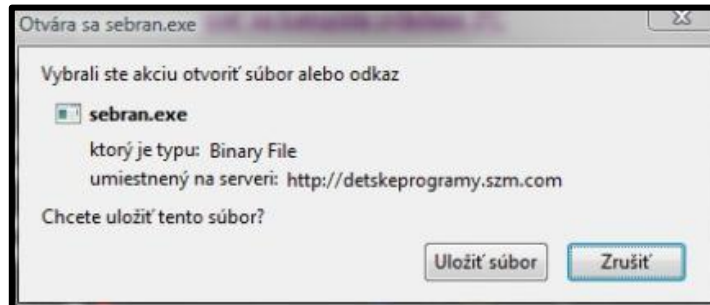 Otvára sa sebran.exe
Vybrali ste akciu otvoriť súbor alebo odkaz
sebran.exe
ktorý je typu: Binary File
umiestnený na serveri: http://detskeprogramy.szm.com
Chcete uložiť tento súbor?
Uložiť súbor Zrušiť